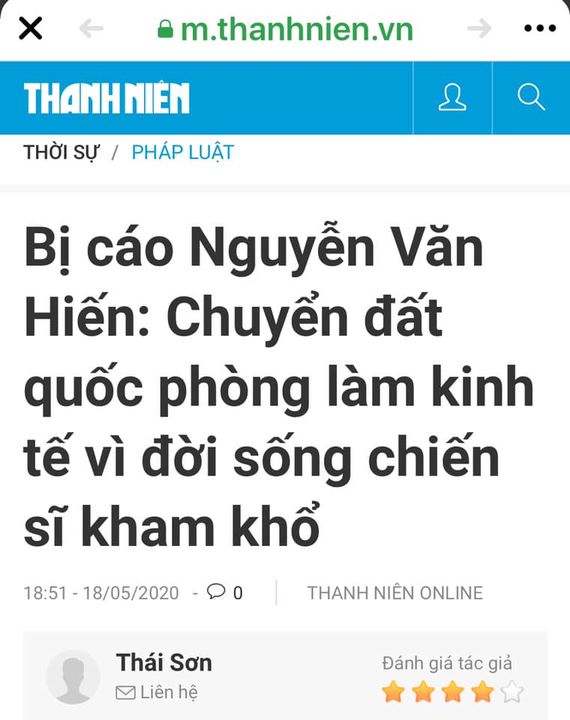 m.thanhnien.vn
THANH NIÊN
THỜI SỰ / PHÁP LUẬT
Bị cáo Nguyễn Văn
Hiến: Chuyển đất
quốc phòng làm kinh
tế vì đời sống chiến
sĩ kham khổ
18:51 - 18/05/2020 - 0 THANH NIÊN ONLINE
Thái Sơn Đánh giá tác giả
Liên hệ